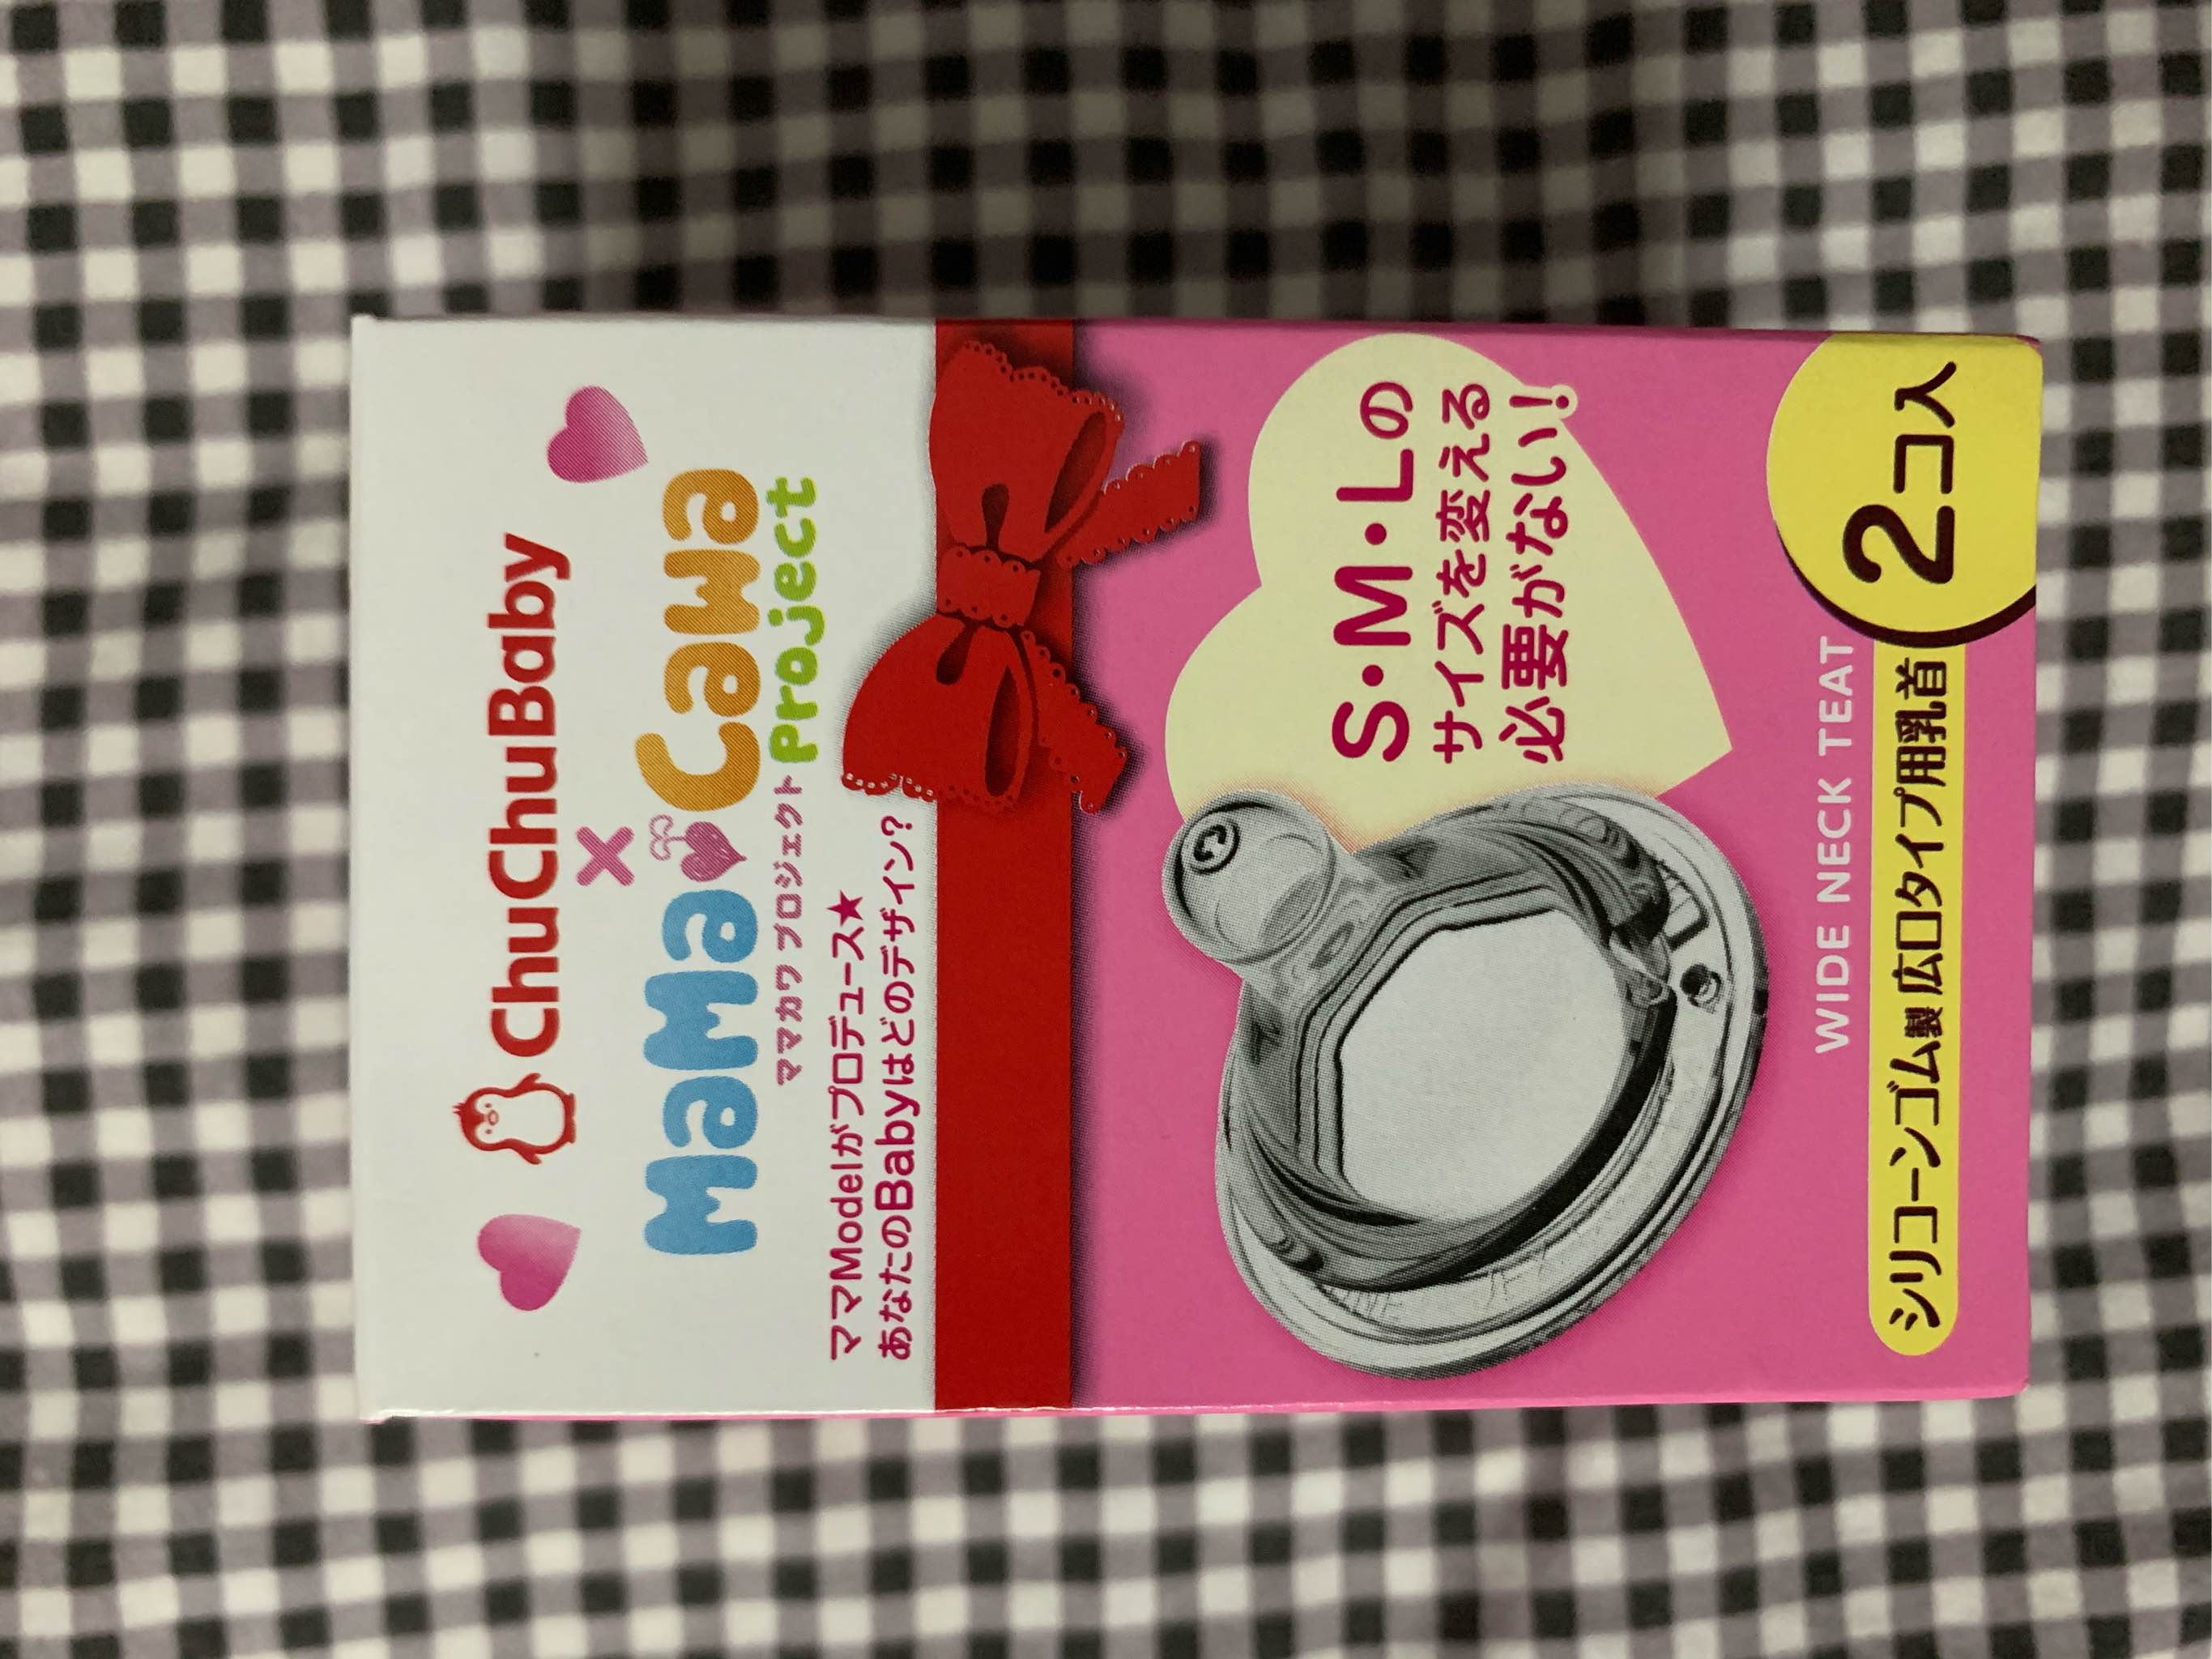 ChuChuBaby
×
MaMa Cawa
ママカワ プロジェクト Project
ママModelがプロデュース★
あなたのBabyはどのデザイン?
S・M・Lの
サイズを変える
必要がない!
WIDE NECK TEAT
シリコーンゴム製 広口タイプ用乳首
2コ入